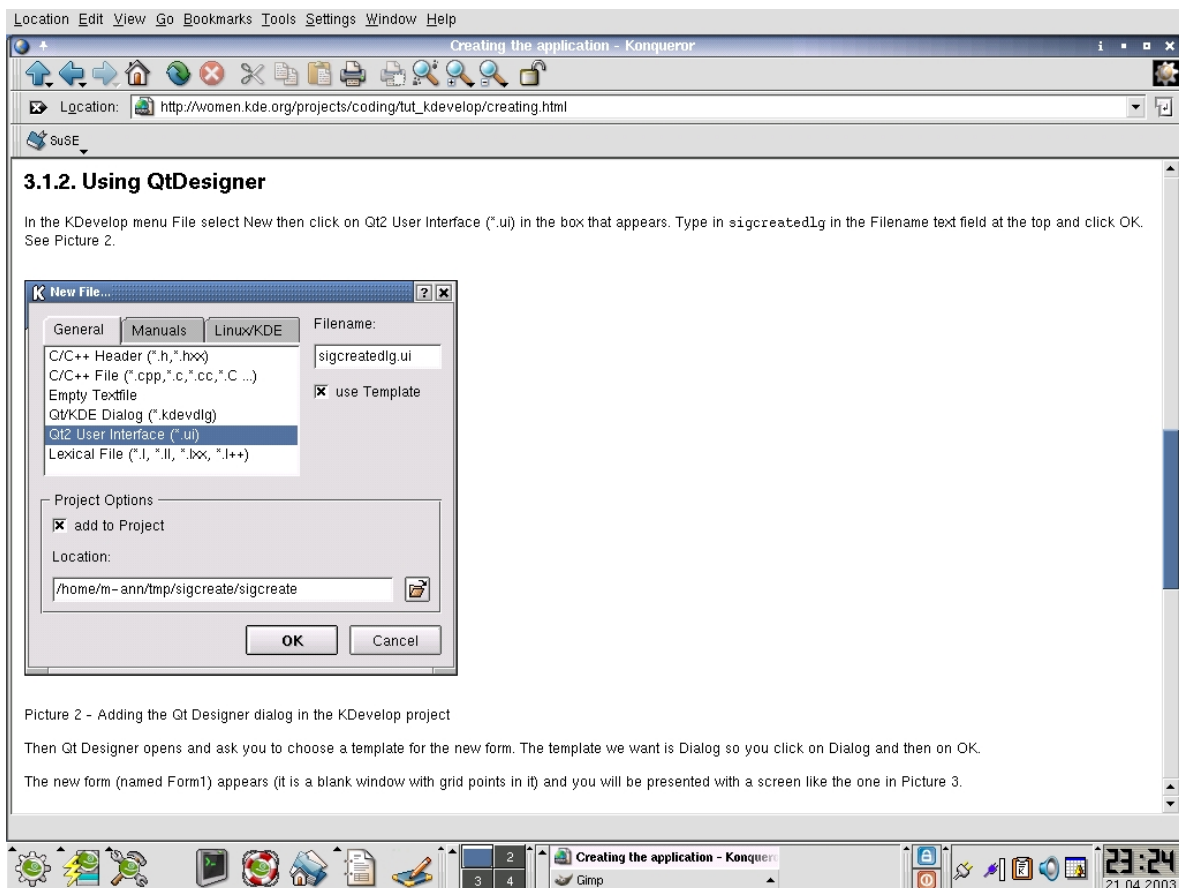 Location Edit View Go Bookmarks Tools Settings Window Help
Creating the application - Konqueror
Location: http://women.kde.org/projects/coding/tut_kdevelop/creating.html
SuSE
3.1.2. Using QtDesigner
In the KDevelop menu File select New then click on Qt2 User Interface (*.ui) in the box that appears. Type in sigcreatedlg in the Filename text field at the top and click OK.
See Picture 2.
New File...
General Manuals Linux/KDE
Filename:
C/C++ Header (*.h,*.hxx)
sigcreatedlg.ui
C/C++ File (*.cpp,*.c,*.cc,*.C ...)
Empty Textfile
use Template
Qt/KDE Dialog (*.kdevdlg)
Qt2 User Interface (*.ui)
Lexical File (*.l, *.ll, *.lxx, *.l++)
Project Options
add to Project
Location:
/home/m-ann/tmp/sigcreate/sigcreate
OK Cancel
Picture 2 - Adding the Qt Designer dialog in the KDevelop project
Then Qt Designer opens and ask you to choose a template for the new form. The template we want is Dialog so you click on Dialog and then on OK.
The new form (named Form1) appears (it is a blank window with grid points in it) and you will be presented with a screen like the one in Picture 3.
2
3 4
Creating the application - Konquer
Gimp
23:24
21.04.2003